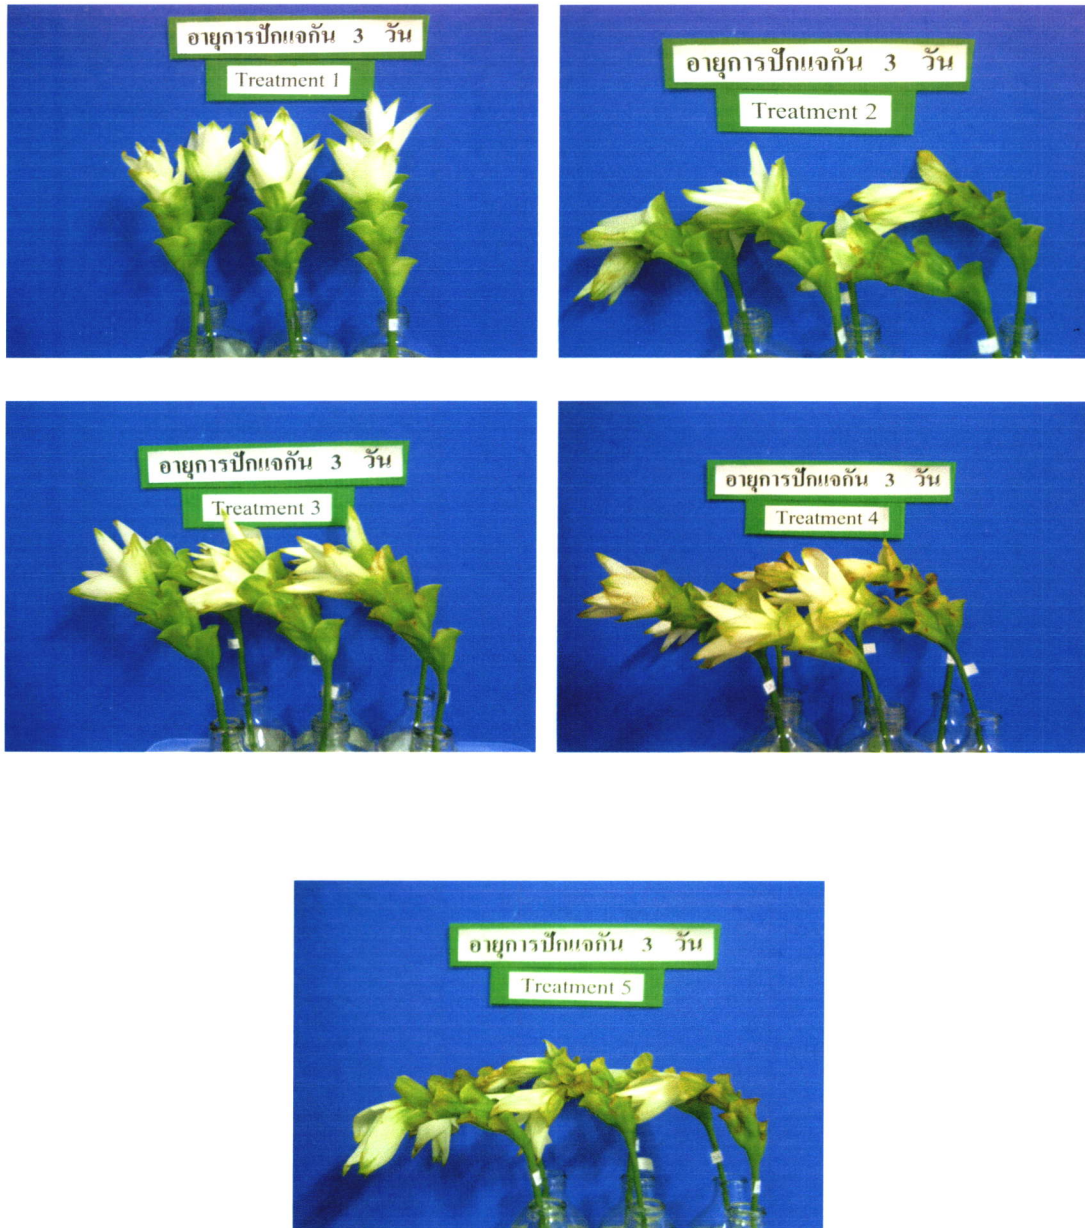 อายุการปักแจกัน 3 วัน
Treatment 1
อายุการปักแจกัน 3 วัน
Treatment 2
อายุการปักแจกัน 3 วัน
Treatment 3
อายุการปักแจกัน 3 วัน
Treatment 4
อายุการปักแจกัน 3 วัน
Treatment 5